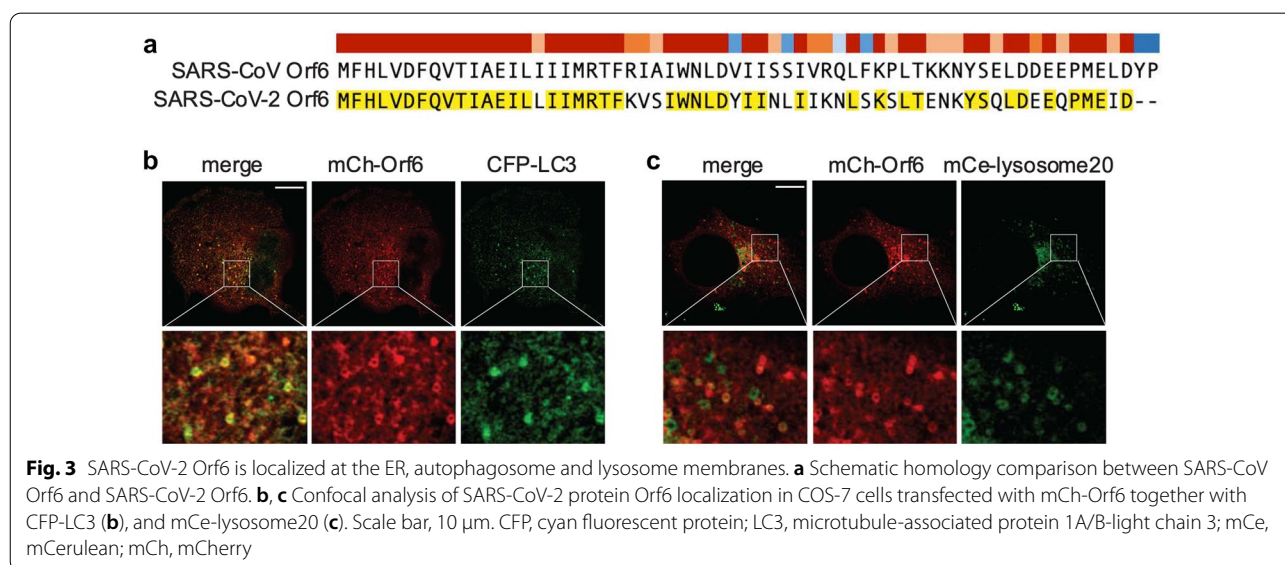 a
SARS-CoV Orf6 MFHLVDFQVTIAEILIIIMRTFRIAIWNLDVIISSIVRQLFKPLTKKNYSELDDEEPMELDYP
SARS-CoV-2 Orf6 MFHLVDFQVTIAEILLIIMRTFKVSIWNLDYIINLIIKNLSKSLTENKYSQLDEEQPMEID--
b merge mCh-Orf6 CFP-LC3
c merge mCh-Orf6 mCe-lysosome20
Fig. 3 SARS-CoV-2 Orf6 is localized at the ER, autophagosome and lysosome membranes. a Schematic homology comparison between SARS-CoV
Orf6 and SARS-CoV-2 Orf6. b, c Confocal analysis of SARS-CoV-2 protein Orf6 localization in COS-7 cells transfected with mCh-Orf6 together with
CFP-LC3 (b), and mCe-lysosome20 (c). Scale bar, 10 µm. CFP, cyan fluorescent protein; LC3, microtubule-associated protein 1A/B-light chain 3; mCe,
mCerulean; mCh, mCherry